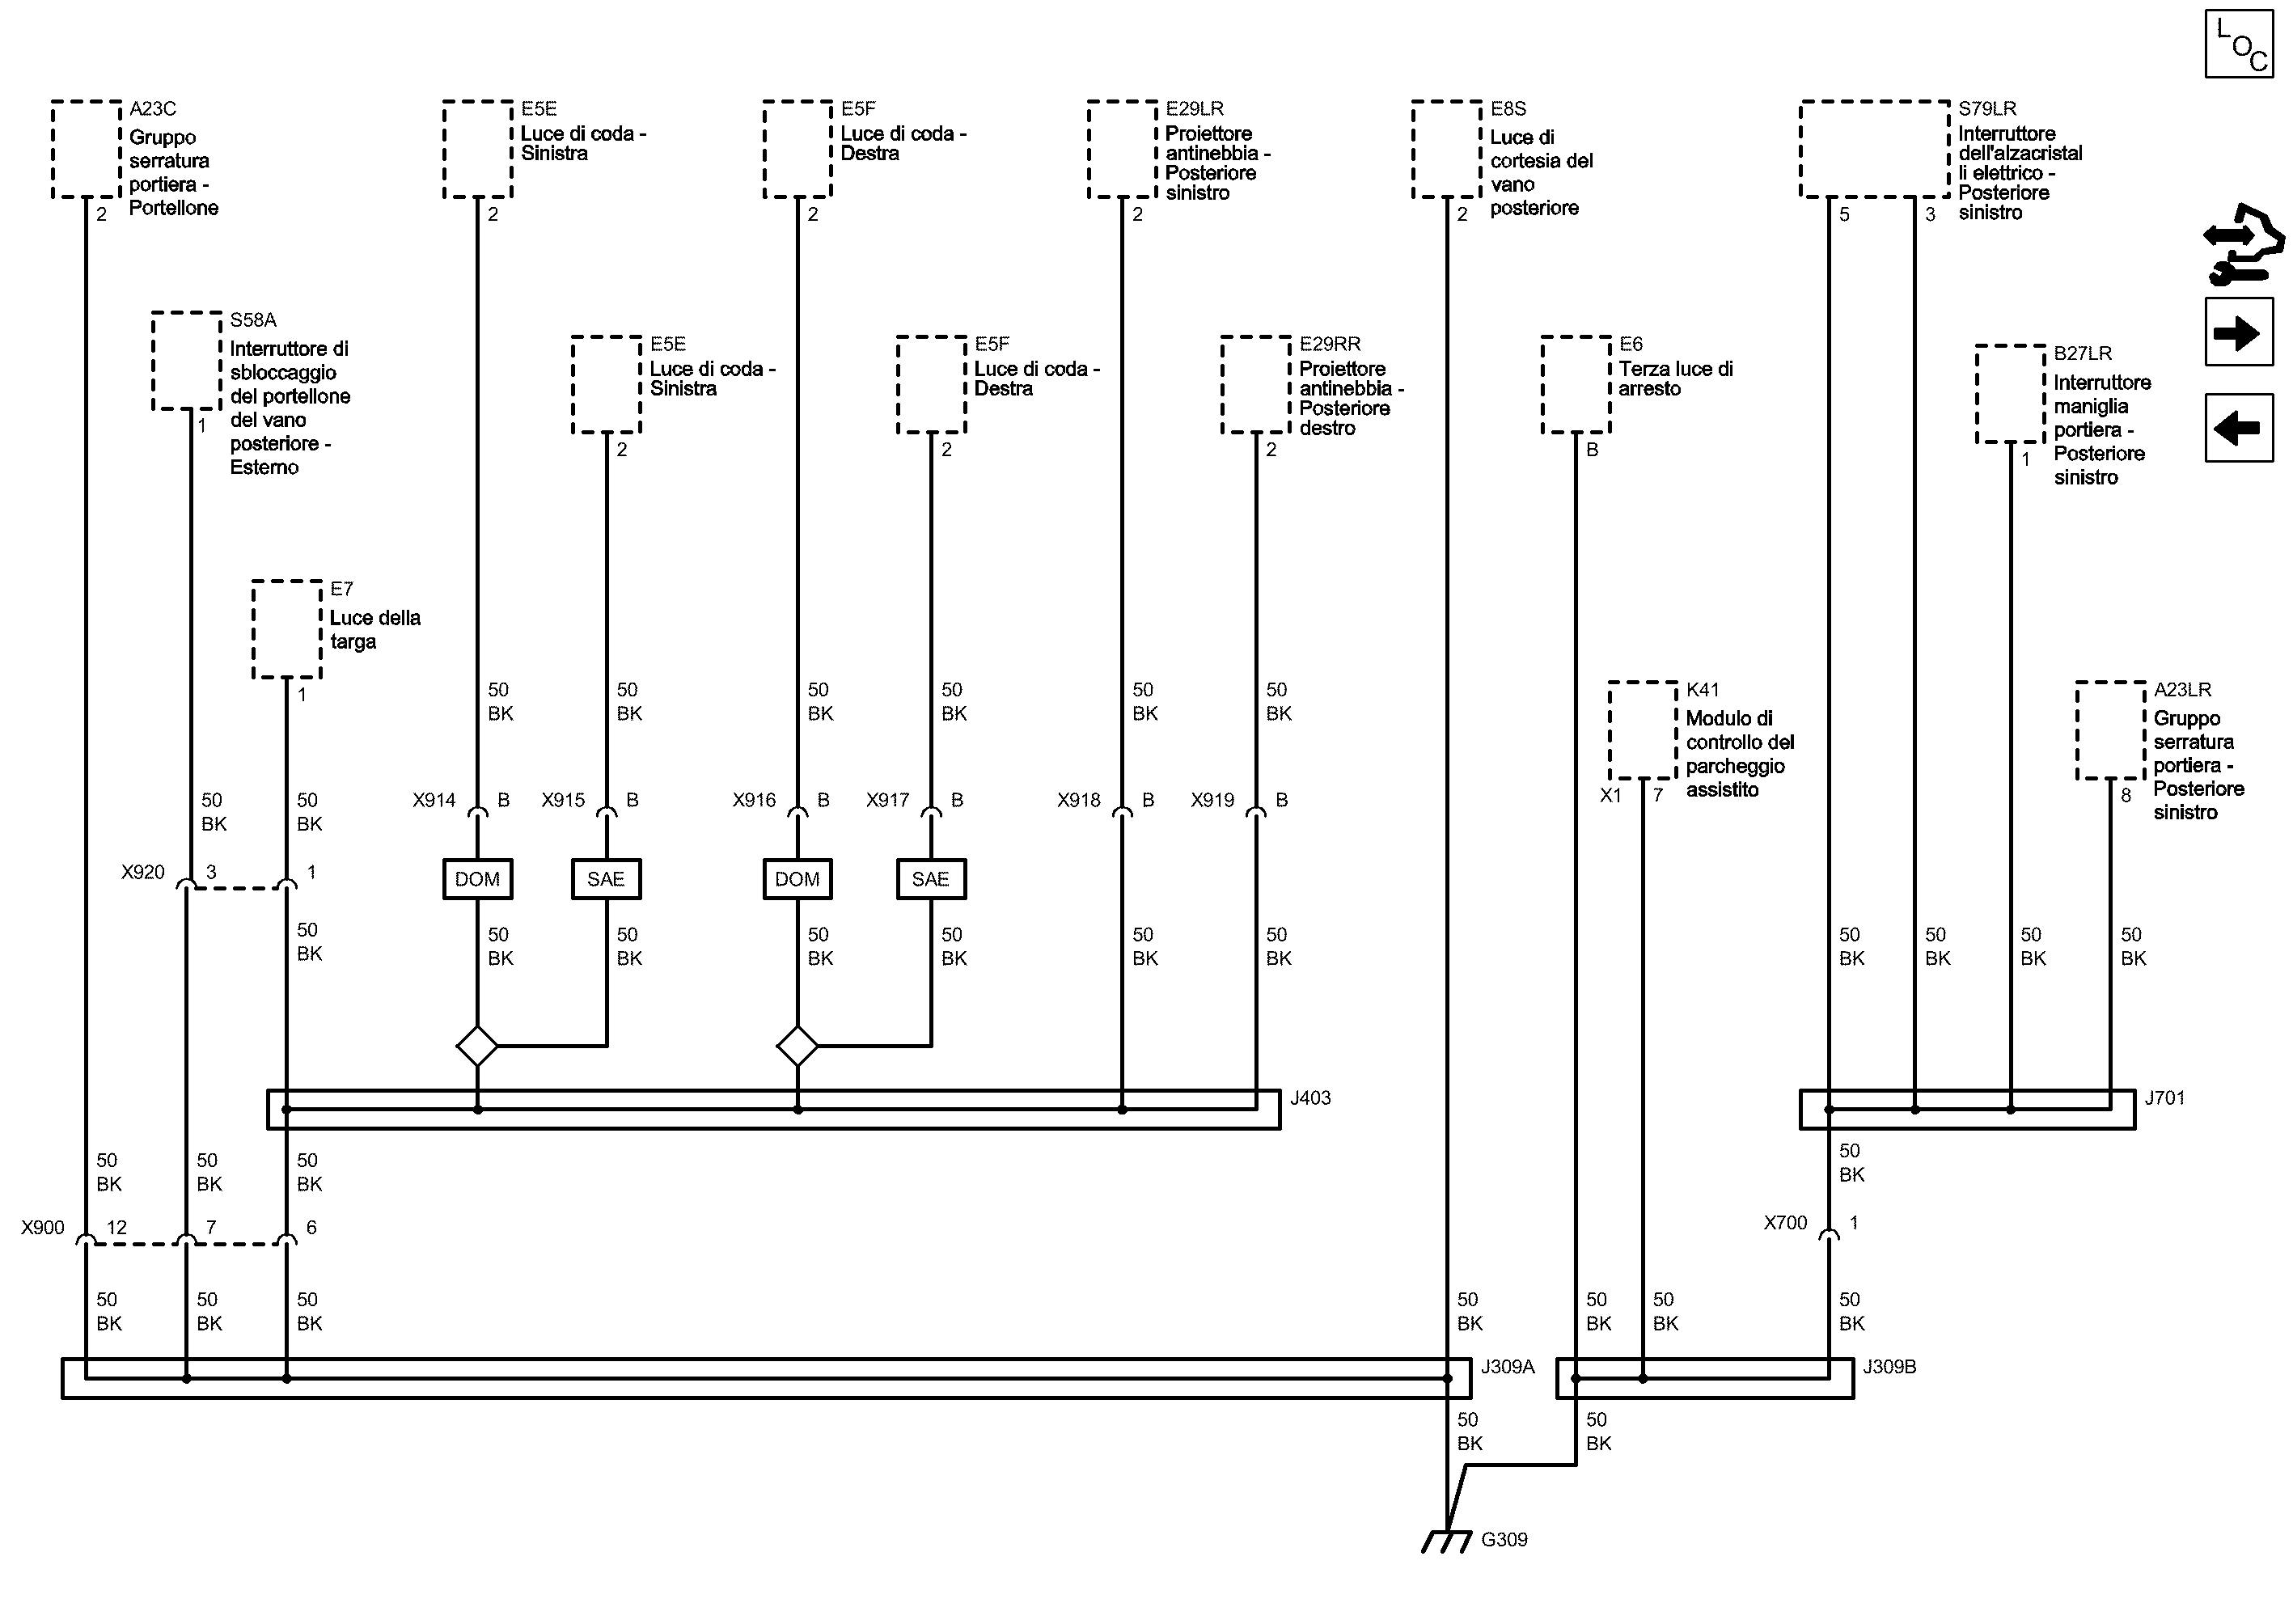 L
O
C
A23C
Gruppo
serratura
portiera -
Portellone
2
E5E
Luce di coda -
Sinistra
2
E5F
Luce di coda -
Destra
2
E29LR
Proiettore
antinebbia -
Posteriore
sinistro
2
E8S
Luce di
cortesia del
vano
posteriore
2
S79LR
Interruttore
dell'alzacristal
li elettrico -
Posteriore
sinistro
5
3
S58A
Interruttore di
sbloccaggio
del portellone
del vano
posteriore -
Esterno
1
E5E
Luce di coda -
Sinistra
2
E5F
Luce di coda -
Destra
2
E29RR
Proiettore
antinebbia -
Posteriore
destro
2
E6
Terza luce di
arresto
B
B27LR
Interruttore
maniglia
portiera -
Posteriore
sinistro
1
E7
Luce della
targa
1
K41
Modulo di
controllo del
parcheggio
assistito
X1 7
A23LR
Gruppo
serratura
portiera -
Posteriore
sinistro
8
50 50 50 50 50 50
BK BK BK BK BK BK
50 50
BK BK
X914 B X915 B X916 B X917 B X918 B X919 B
X920 3 1
DOM SAE DOM SAE
50 50 50 50 50 50 50 50 50 50 50
BK BK BK BK BK BK BK BK BK BK BK
J403
J701
50 50 50 50
BK BK BK BK
X900 12 7 6
X700 1
50 50 50 50 50 50 50
BK BK BK BK BK BK BK
J309A
J309B
50 50
BK BK
G309